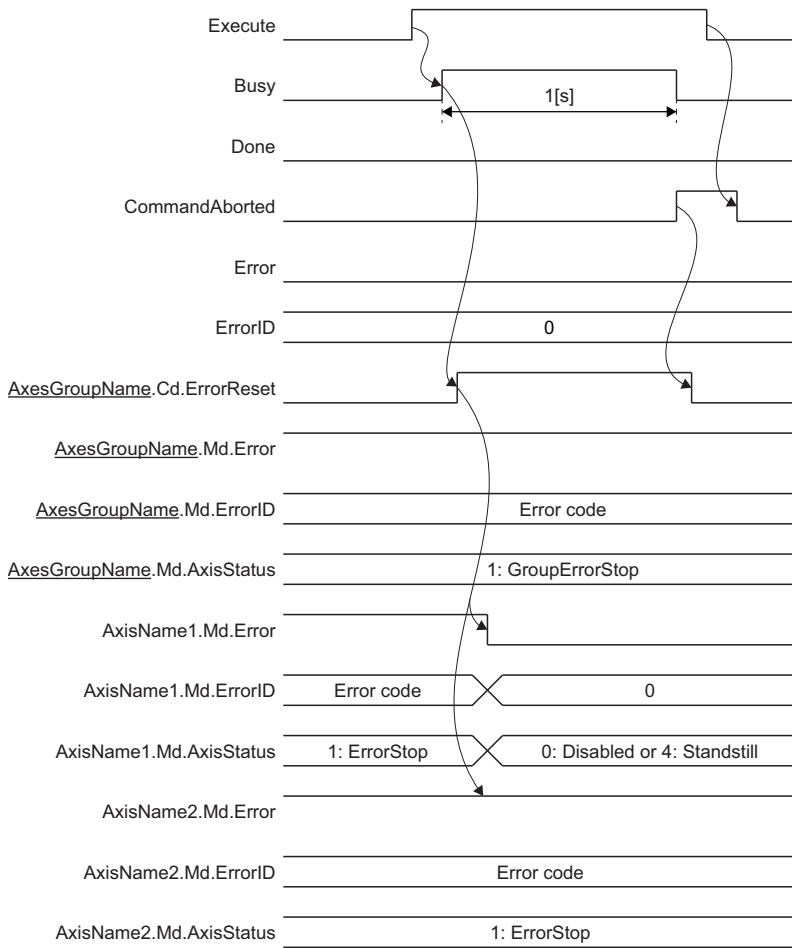 Execute
Busy
1[s]
Done
CommandAborted
Error
ErrorID
0
AxesGroupName.Cd.ErrorReset
AxesGroupName.Md.Error
AxesGroupName.Md.ErrorID
Error code
AxesGroupName.Md.AxisStatus
1: GroupErrorStop
AxisName1.Md.Error
AxisName1.Md.ErrorID
Error code
0
AxisName1.Md.AxisStatus
1: ErrorStop
0: Disabled or 4: Standstill
AxisName2.Md.Error
AxisName2.Md.ErrorID
Error code
AxisName2.Md.AxisStatus
1: ErrorStop